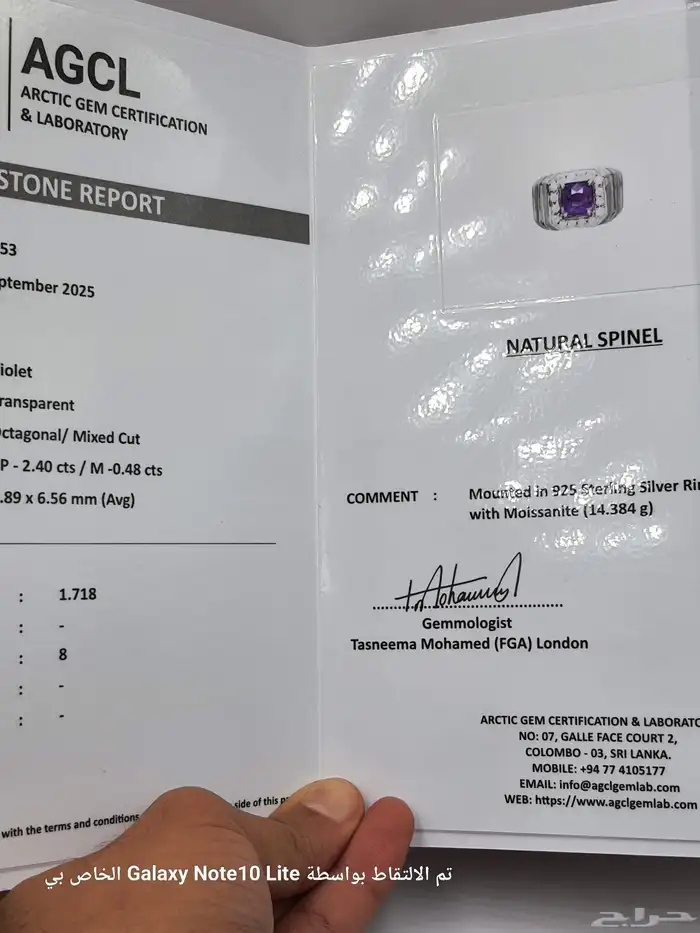 AGCL
ARCTIC GEM CERTIFICATION
& LABORATORY
STONE REPORT
53
ptember 2025
iolet
ransparent
ctagonal/ Mixed Cut
P - 2.40 cts / M -0.48 cts
.89 x 6.56 mm (Avg)
: 1.718
: -
: 8
: -
: -
side of this p
with the terms and conditions
NATURAL SPINEL
COMMENT : Mounted in 925 Sterling Silver Ri
with Moissanite (14.384 g)
Gemmologist
Tasneema Mohamed (FGA) London
ARCTIC GEM CERTIFICATION & LABORATO
NO: 07, GALLE FACE COURT 2,
COLOMBO - 03, SRI LANKA.
MOBILE: +94 77 4105177
EMAIL: info@agclgemlab.com
WEB: https://www.agclgemlab.com
تم الالتقاط بواسطة Galaxy Note10 Lite الخاص بي
حراج